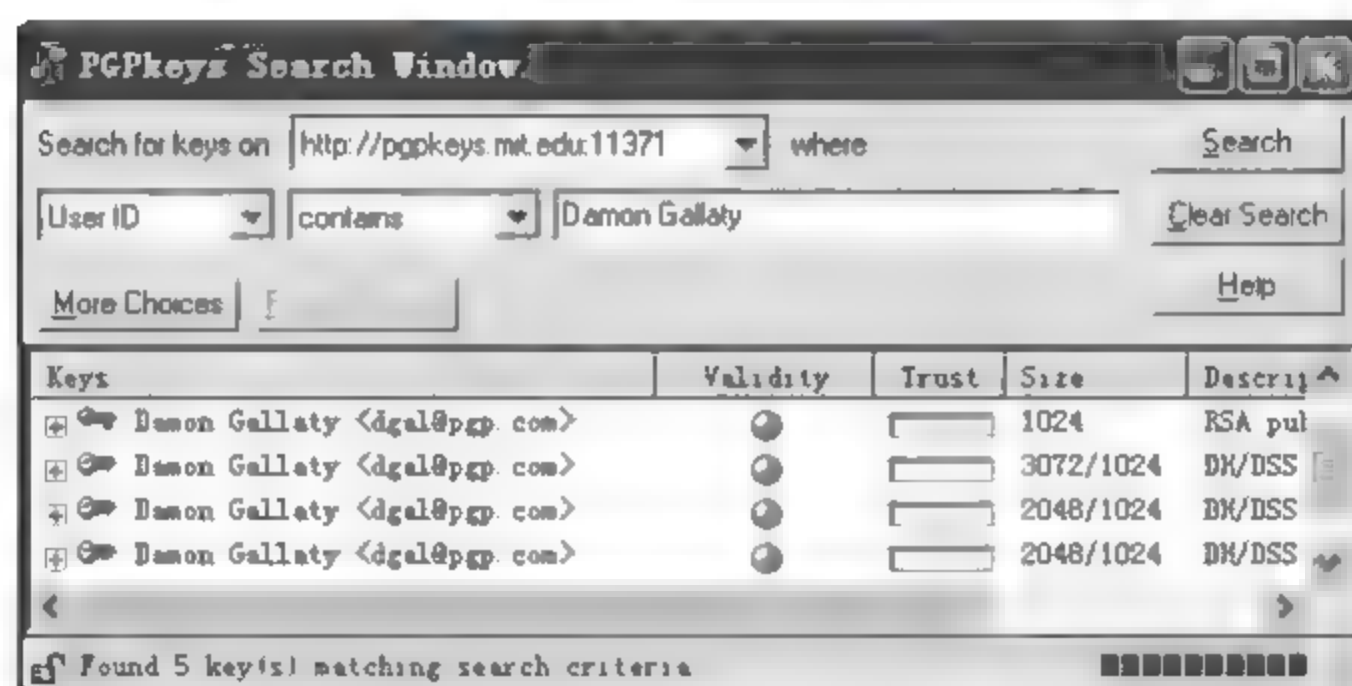 PGPkeys Search Window
Search for keys on http://pgpkeys.mit.edu:11371 where Search
User ID contains Damon Gallaty Clear Search
More Choices Help
Keys Validity Trust Size Descrip
Damon Gallaty <dgal@pgp.com> 1024 RSA pub
Damon Gallaty <dgal@pgp.com> 3072/1024 DH/DSS
Damon Gallaty <dgal@pgp.com> 2048/1024 DH/DSS
Damon Gallaty <dgal@pgp.com> 2048/1024 DH/DSS
Found 5 key(s) matching search criteria